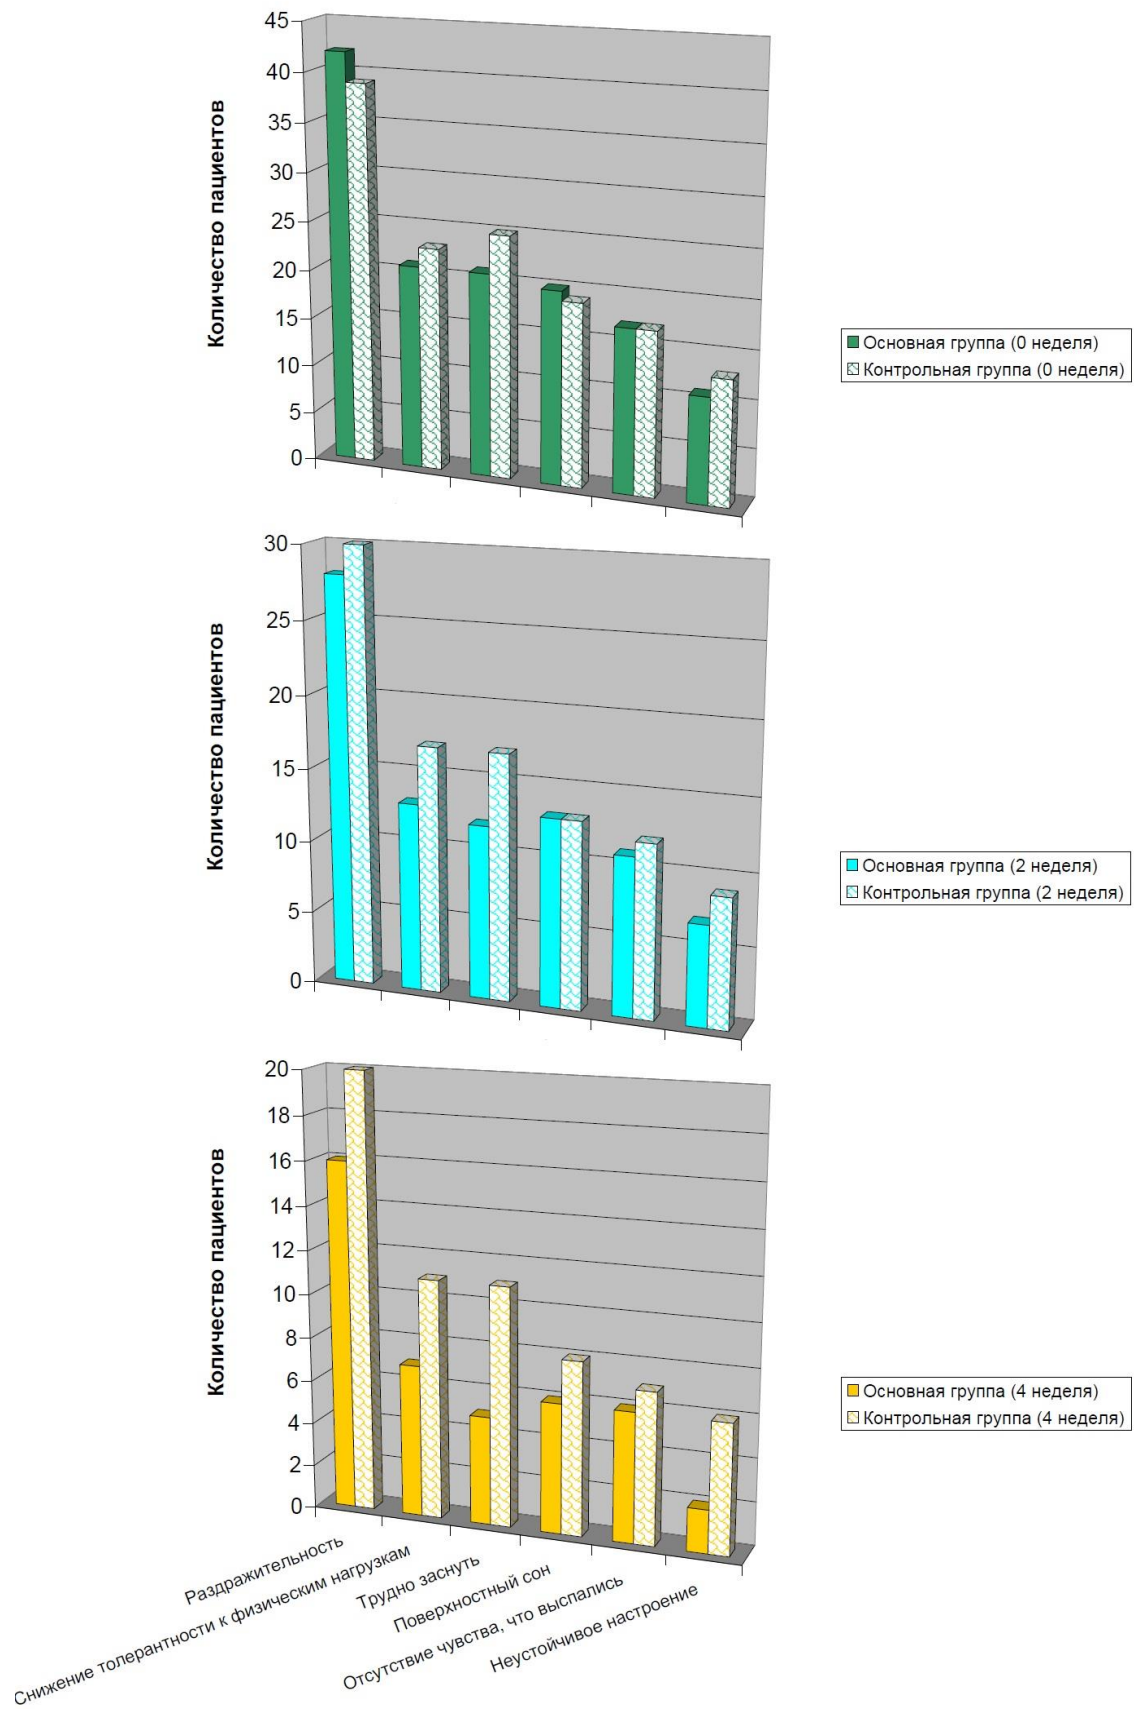 Количество пациентов
45
40
35
30
25
20
15
10
5
0
Основная группа (0 неделя)
Контрольная группа (0 неделя)
Количество пациентов
30
25
20
15
10
5
0
Основная группа (2 неделя)
Контрольная группа (2 неделя)
Количество пациентов
20
18
16
14
12
10
8
6
4
2
0
Основная группа (4 неделя)
Контрольная группа (4 неделя)
Раздражительность
Снижение толерантности к физическим нагрузкам
Трудно заснуть
Поверхностный сон
Отсутствие чувства, что выспались
Неустойчивое настроение